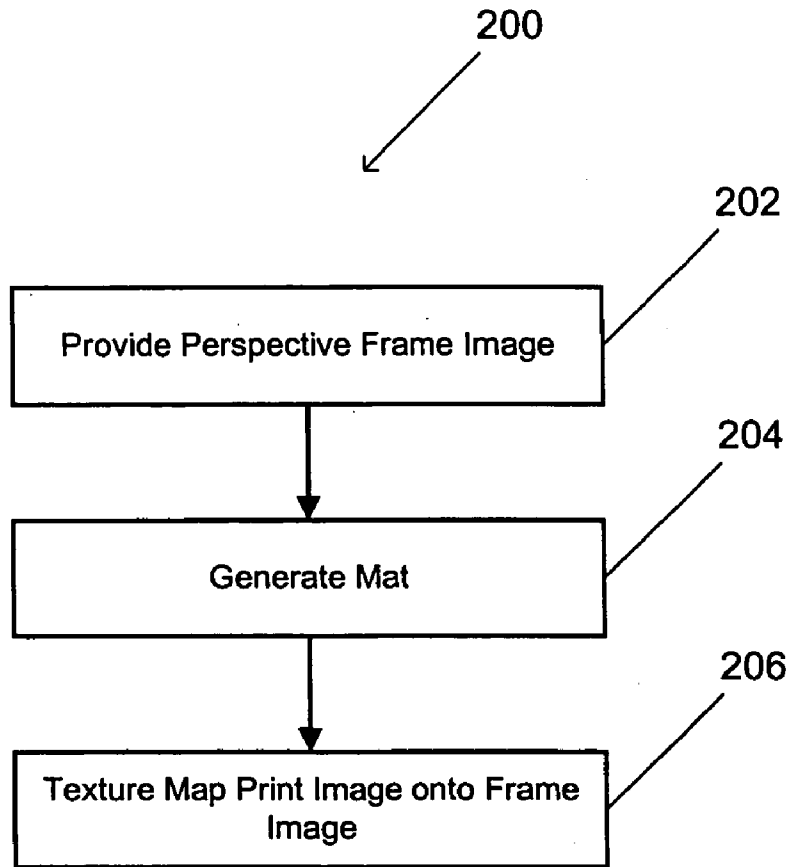 200
202
Provide Perspective Frame Image
204
Generate Mat
206
Texture Map Print Image onto Frame
Image